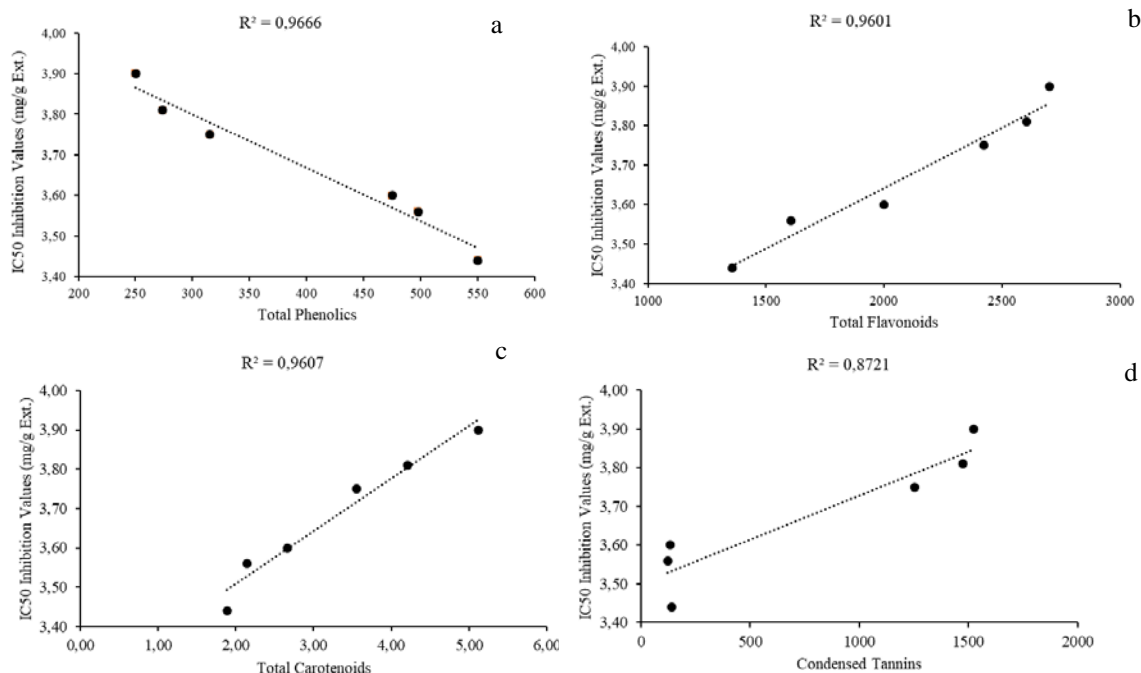 R² = 0,9666
a
IC50 Inhibition Values (mg/g Ext.)
4,00
3,90
3,80
3,70
3,60
3,50
3,40
200 250 300 350 400 450 500 550 600
Total Phenolics
R² = 0,9601
b
IC50 Inhibition Values (mg/g Ext.)
4,00
3,90
3,80
3,70
3,60
3,50
3,40
1000 1500 2000 2500 3000
Total Flavonoids
R² = 0,9607
c
IC50 Inhibition Values (mg/g Ext.)
4,00
3,90
3,80
3,70
3,60
3,50
3,40
0,00 1,00 2,00 3,00 4,00 5,00 6,00
Total Carotenoids
R² = 0,8721
d
IC50 Inhibition Values (mg/g Ext.)
4,00
3,90
3,80
3,70
3,60
3,50
3,40
0 500 1000 1500 2000
Condensed Tannins